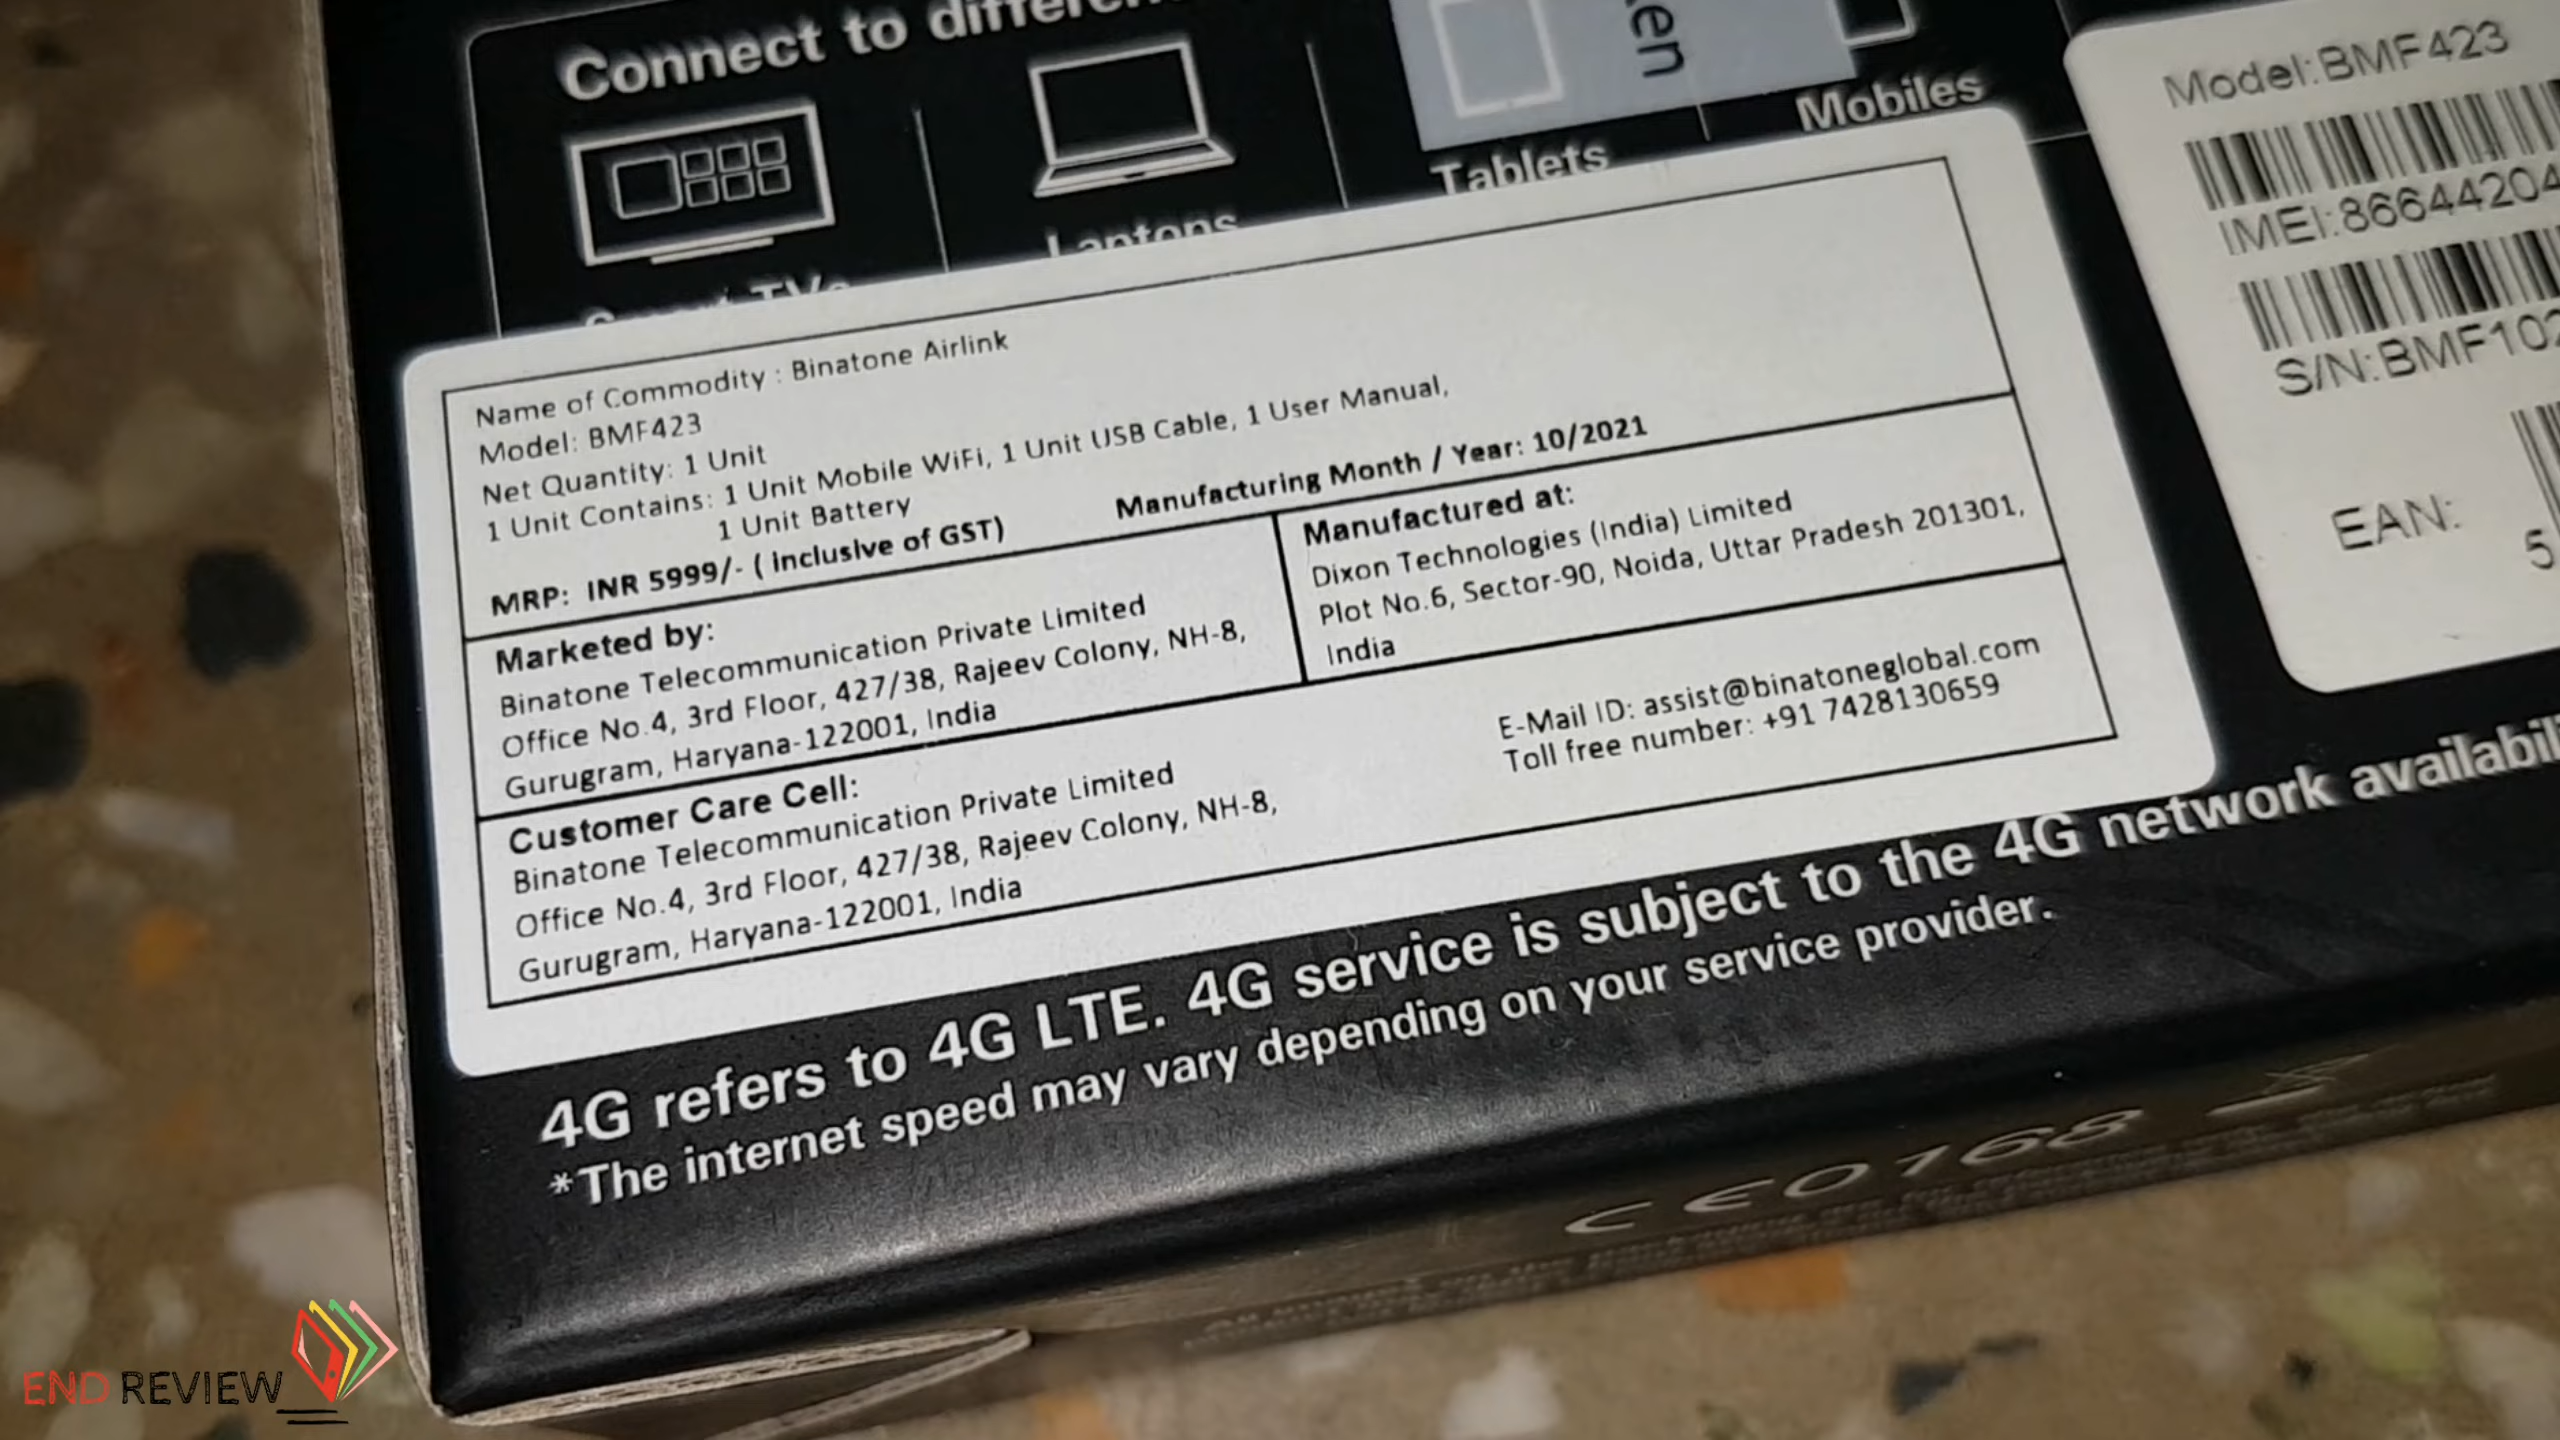 Connect to
en
Laptops
Tablets
Mobiles
Name of Commodity : Binatone Airlink
Model: BMF423
Net Quantity: 1 Unit
1 Unit Contains: 1 Unit Mobile WiFi, 1 Unit USB Cable, 1 User Manual,
1 Unit Battery
MRP: INR 5999/- ( inclusive of GST)
Manufacturing Month / Year: 10/2021
Marketed by:
Binatone Telecommunication Private Limited
Office No.4, 3rd Floor, 427/38, Rajeev Colony, NH-8,
Gurugram, Haryana-122001, India
Manufactured at:
Dixon Technologies (India) Limited
Plot No.6, Sector-90, Noida, Uttar Pradesh 201301,
India
Customer Care Cell:
Binatone Telecommunication Private Limited
Office No.4, 3rd Floor, 427/38, Rajeev Colony, NH-8,
Gurugram, Haryana-122001, India
E-Mail ID: assist@binatoneglobal.com
Toll free number: +91 7428130659
Model:BMF423
IMEI:86644204
S/N:BMF102
EAN:
5
4G refers to 4G LTE. 4G service is subject to the 4G network availabil
*The internet speed may vary depending on your service provider.
CE0168
END REVIEW